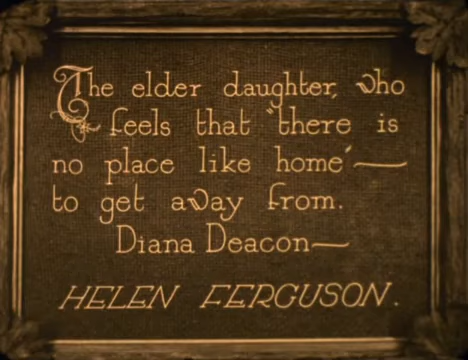 The elder daughter, who
feels that "there is
no place like home"—
to get away from.
Diana Deacon—
HELEN FERGUSON.